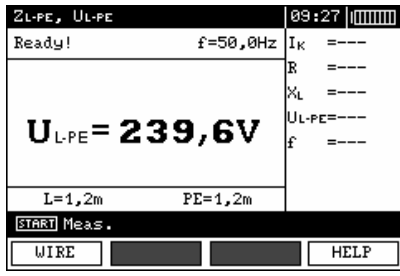 ZL-PE, UL-PE 09:27
Ready! f=50,0Hz
IK =---
R =---
XL =---
UL-PE=---
f =---
UL-PE= 239,6V
L=1,2m PE=1,2m
START Meas.
WIRE HELP